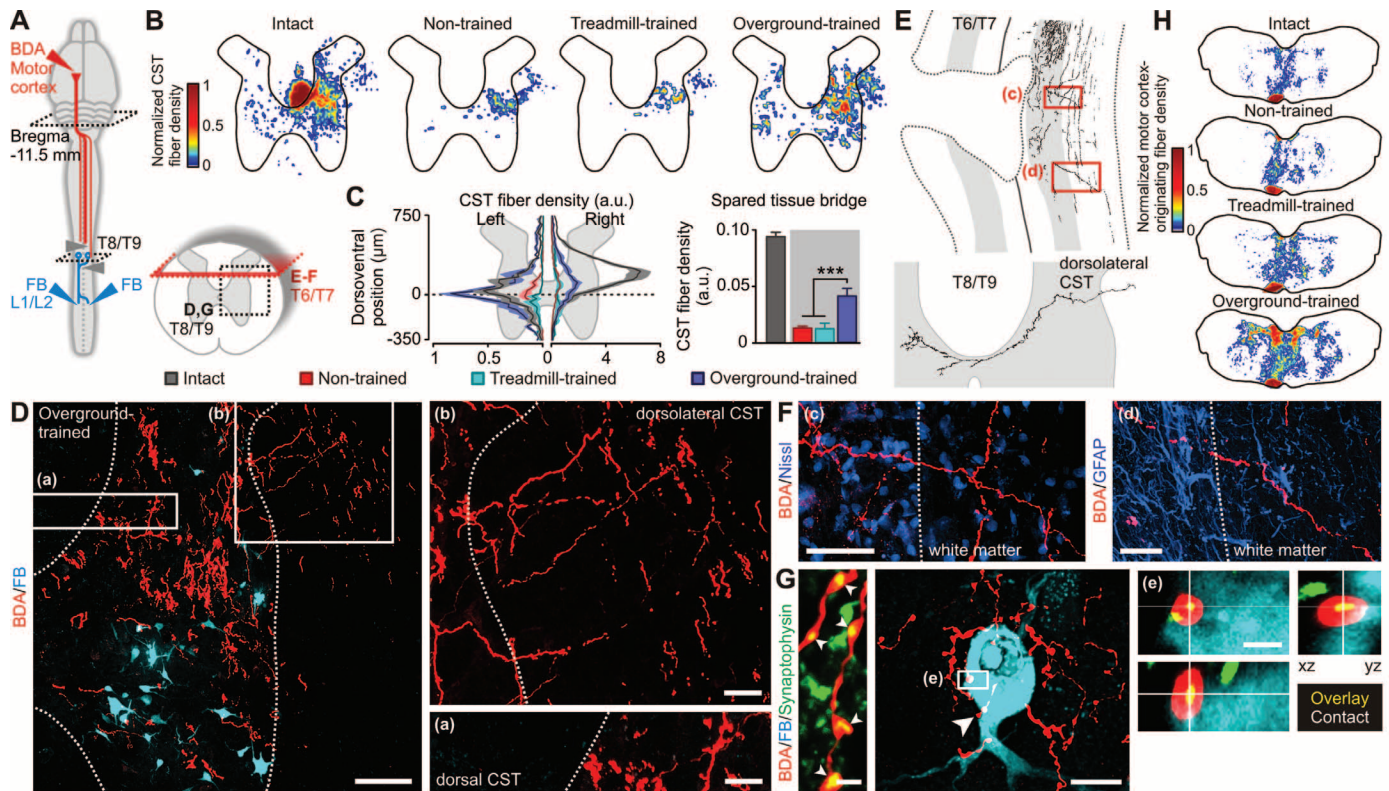 A
BDA
Motor
cortex
Bregma
-11.5 mm
T8/T9
FB
FB
L1/L2
E-F
T6/T7
D,G
T8/T9
B
Intact
Non-trained
Treadmill-trained
Overground-trained
Normalized CST
fiber density
1
0.5
0
C
CST fiber density (a.u.)
Left
Right
Dorsoventral
position (µm)
750
0
-350
1
0.5
0
0
4
8
Spared tissue bridge
CST fiber density
(a.u.)
0.10
0.05
0
***
Intact
Non-trained
Treadmill-trained
Overground-trained
E
T6/T7
(c)
(d)
T8/T9
dorsolateral
CST
H
Intact
Non-trained
Treadmill-trained
Overground-trained
Normalized motor cortex-
originating fiber density
1
0.5
0
D
Overground-
trained
(b)
(a)
BDA/FB
(b)
dorsolateral CST
(a)
dorsal CST
F
(c)
BDA/Nissl
white matter
(d)
BDA/GFAP
white matter
G
BDA/FB/Synaptophysin
(e)
(e)
xz
yz
Overlay
Contact